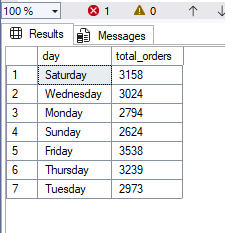 100 % 1 0
Results Messages
day total_orders
1 Saturday 3158
2 Wednesday 3024
3 Monday 2794
4 Sunday 2624
5 Friday 3538
6 Thursday 3239
7 Tuesday 2973